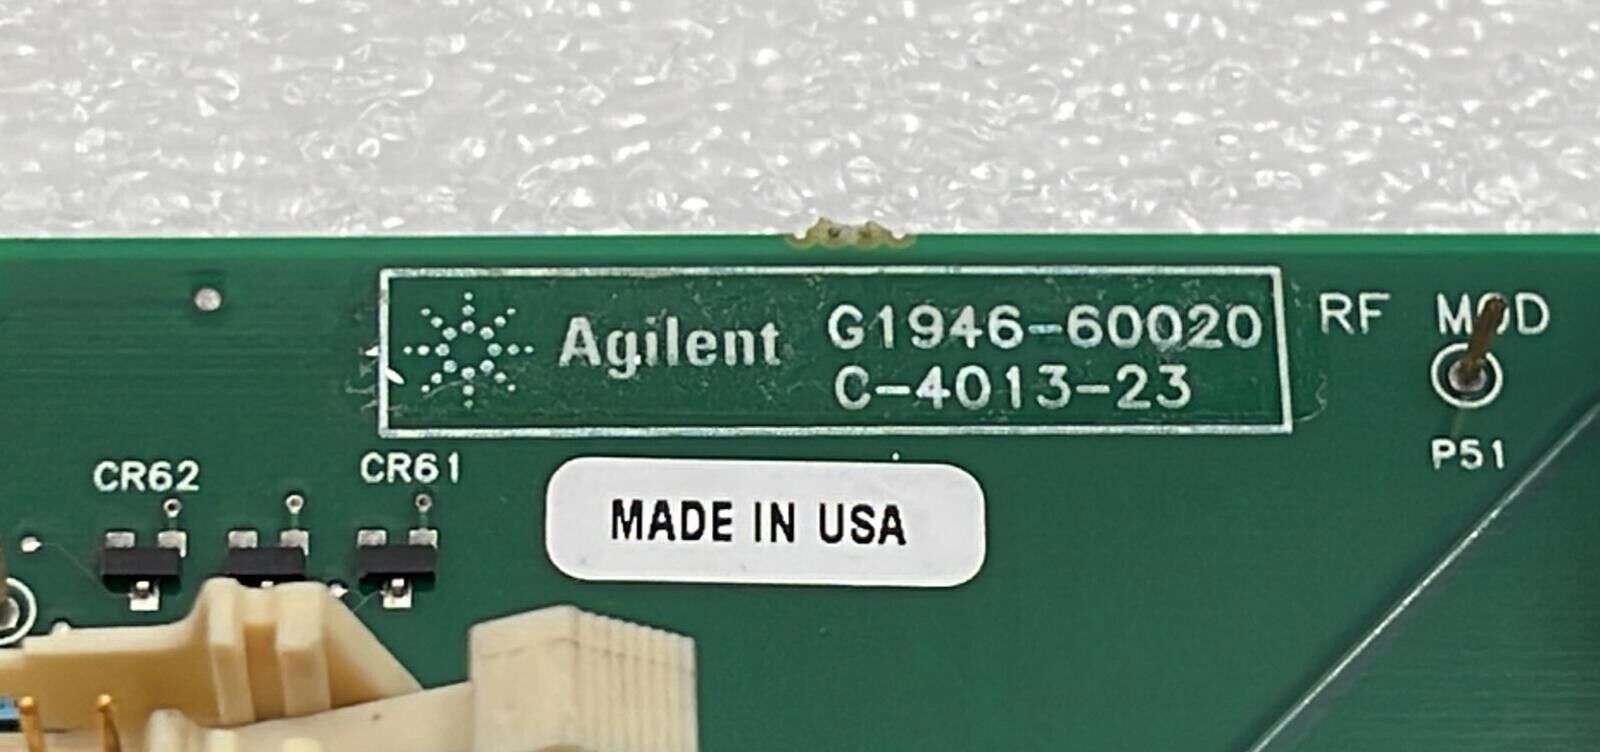 Agilent G1946-60020
C-4013-23
RF MOD
P51
CR62
CR61
MADE IN USA